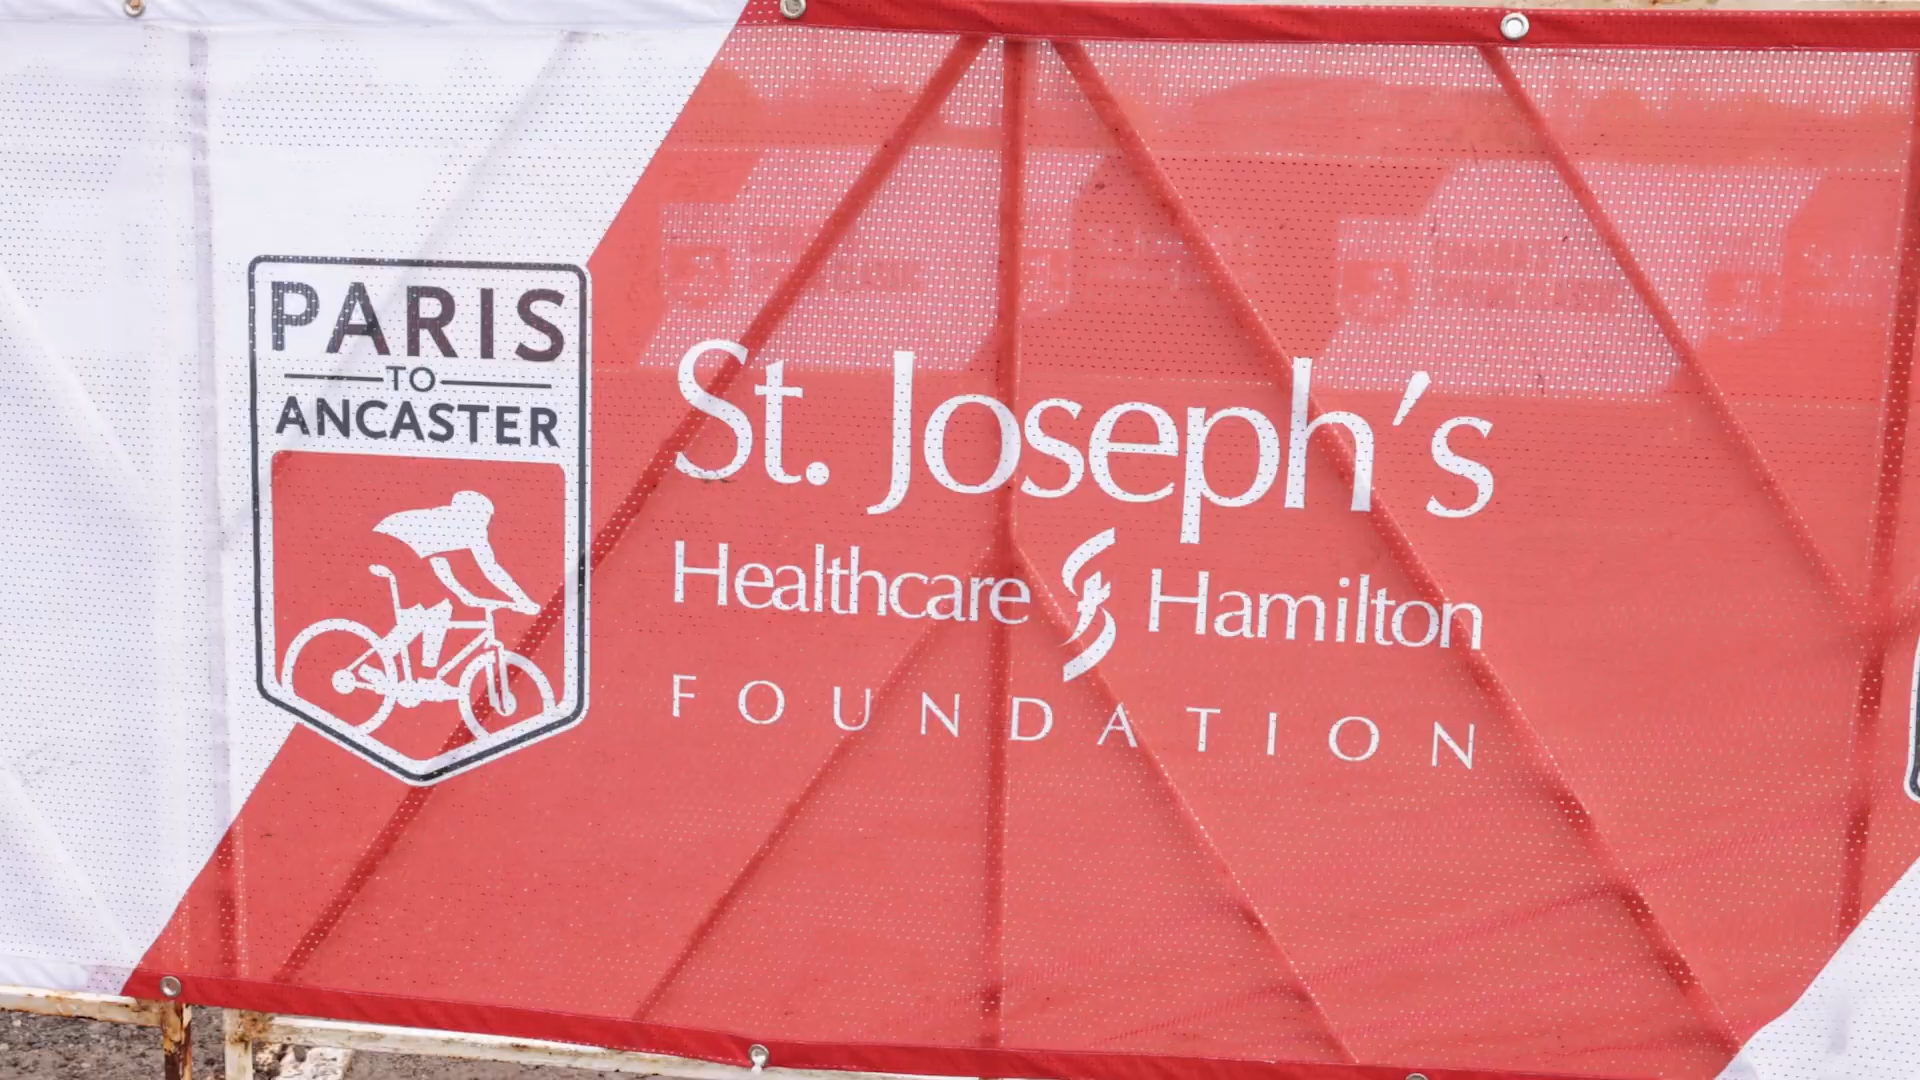 PARIS
TO
ANCASTER
St. Joseph's
Healthcare Hamilton
FOUNDATION